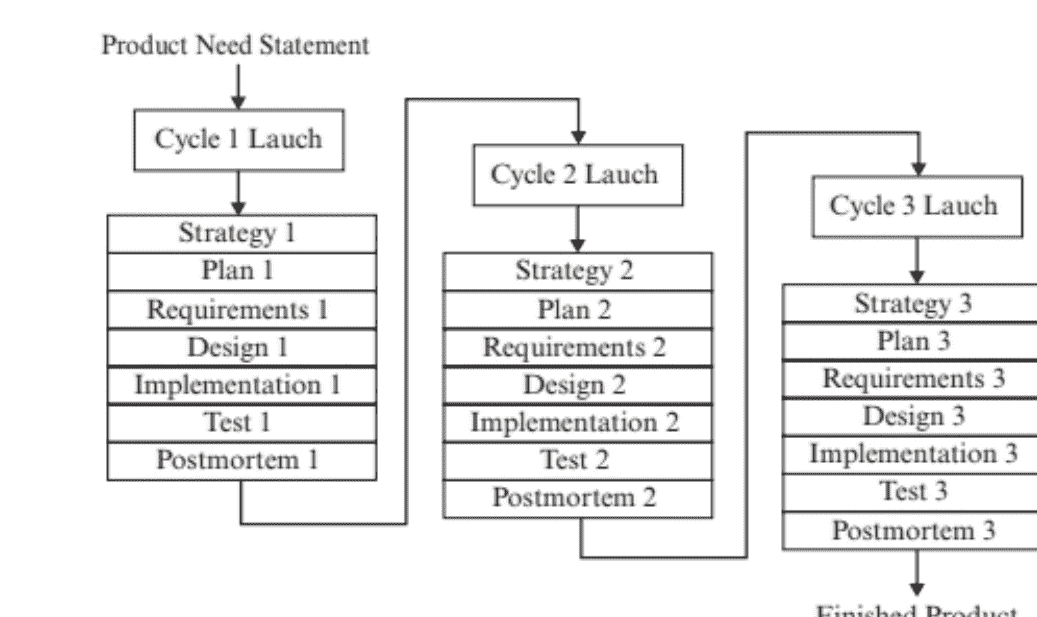 Product Need Statement
Cycle 1 Lauch
Strategy 1
Plan 1
Requirements 1
Design 1
Implementation 1
Test 1
Postmortem 1
Cycle 2 Lauch
Strategy 2
Plan 2
Requirements 2
Design 2
Implementation 2
Test 2
Postmortem 2
Cycle 3 Lauch
Strategy 3
Plan 3
Requirements 3
Design 3
Implementation 3
Test 3
Postmortem 3
Finished Product